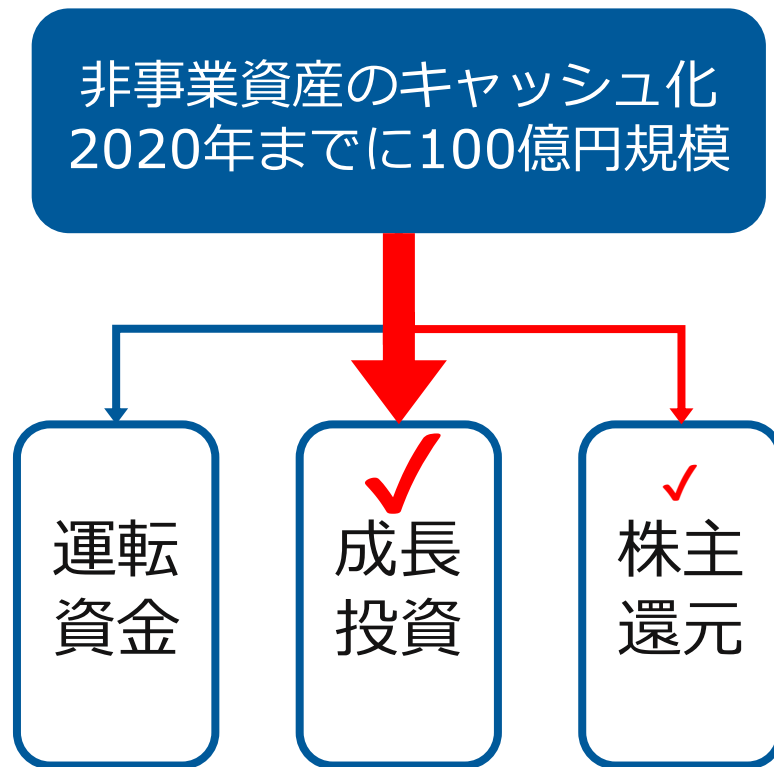 非事業資産のキャッシュ化
2020年までに100億円規模
運転
資金
成長
投資
株主
還元